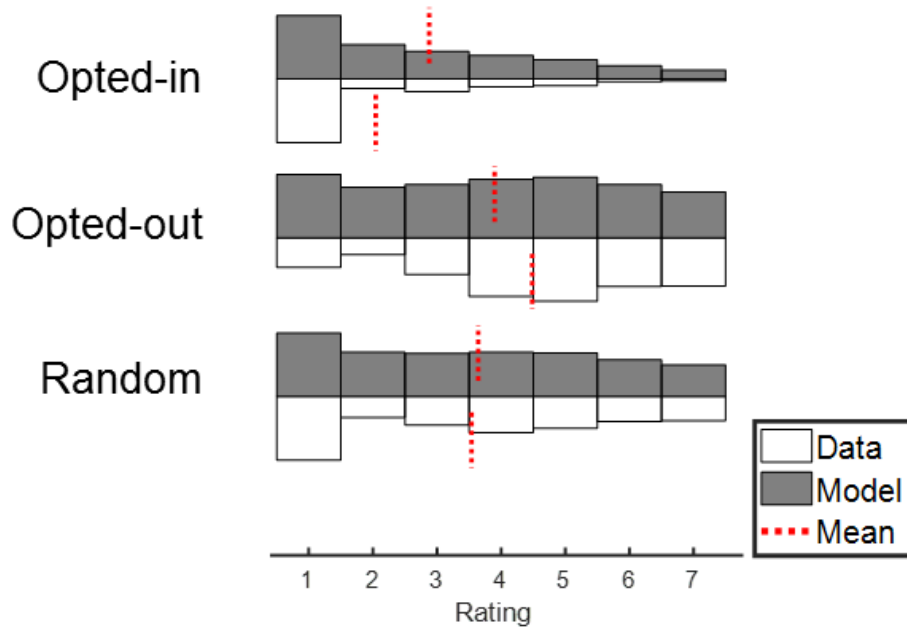 Opted-in
Opted-out
Random
Data
Model
Mean
1 2 3 4 5 6 7
Rating